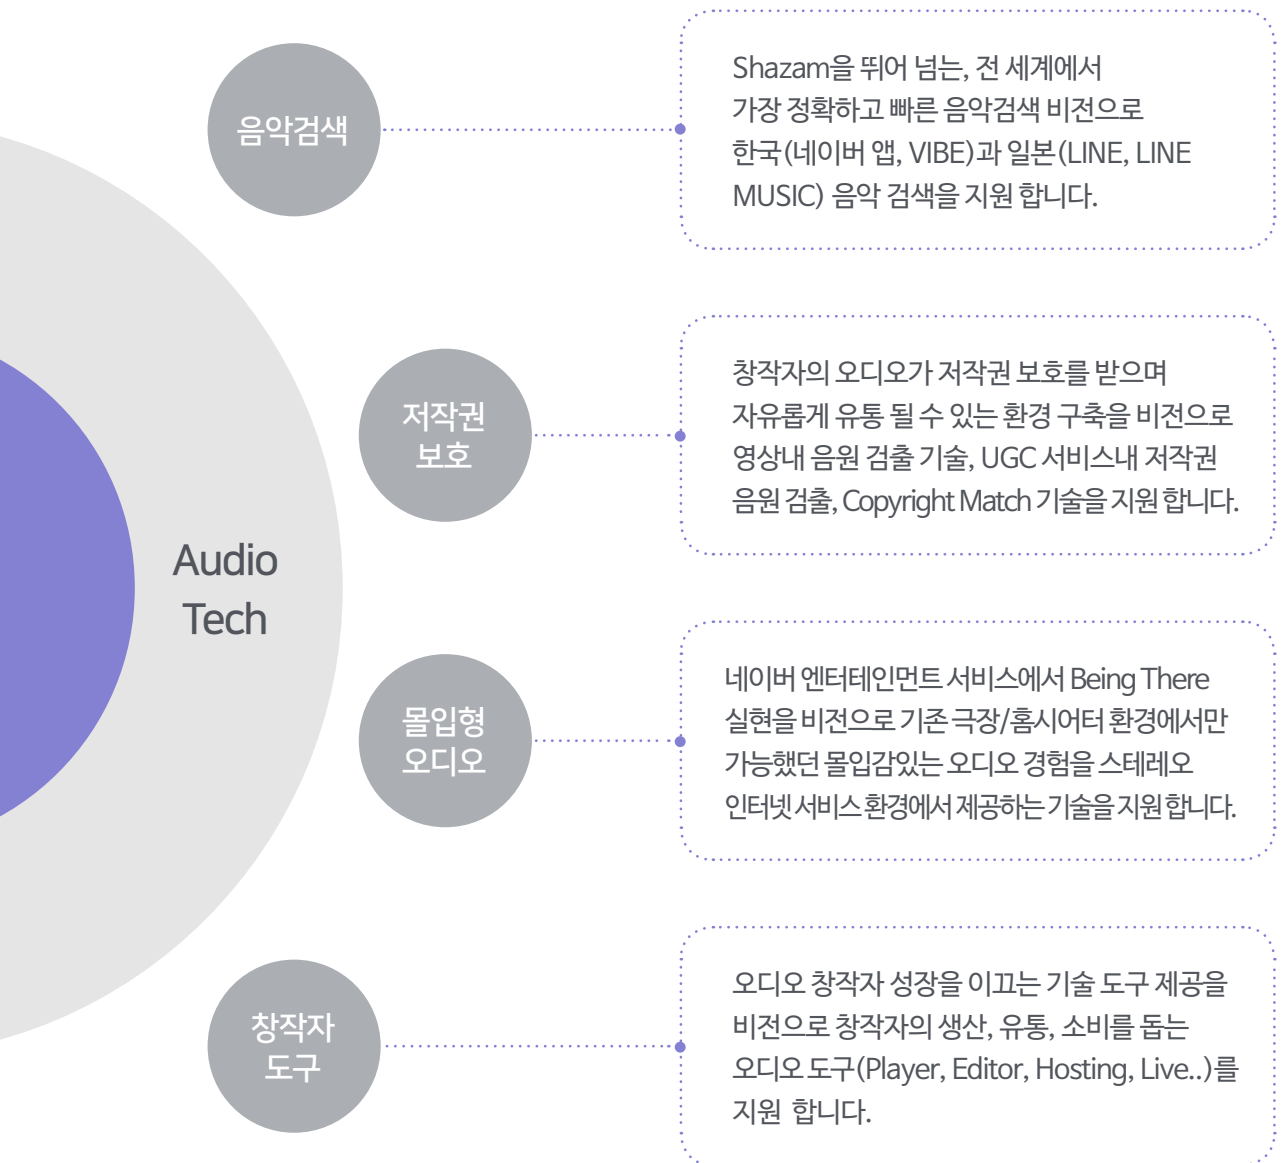 음악검색
Shazam을 뛰어 넘는, 전 세계에서
가장 정확하고 빠른 음악검색 비전으로
한국(네이버 앱, VIBE)과 일본(LINE, LINE
MUSIC) 음악 검색을 지원 합니다.
저작권
보호
창작자의 오디오가 저작권 보호를 받으며
자유롭게 유통 될 수 있는 환경 구축을 비전으로
영상내 음원 검출 기술, UGC 서비스내 저작권
음원 검출, Copyright Match 기술을 지원 합니다.
Audio
Tech
몰입형
오디오
네이버 엔터테인먼트 서비스에서 Being There
실현을 비전으로 기존 극장/홈시어터 환경에서만
가능했던 몰입감있는 오디오 경험을 스테레오
인터넷 서비스 환경에서 제공하는 기술을 지원 합니다.
창작자
도구
오디오 창작자 성장을 이끄는 기술 도구 제공을
비전으로 창작자의 생산, 유통, 소비를 돕는
오디오 도구(Player, Editor, Hosting, Live..)를
지원 합니다.